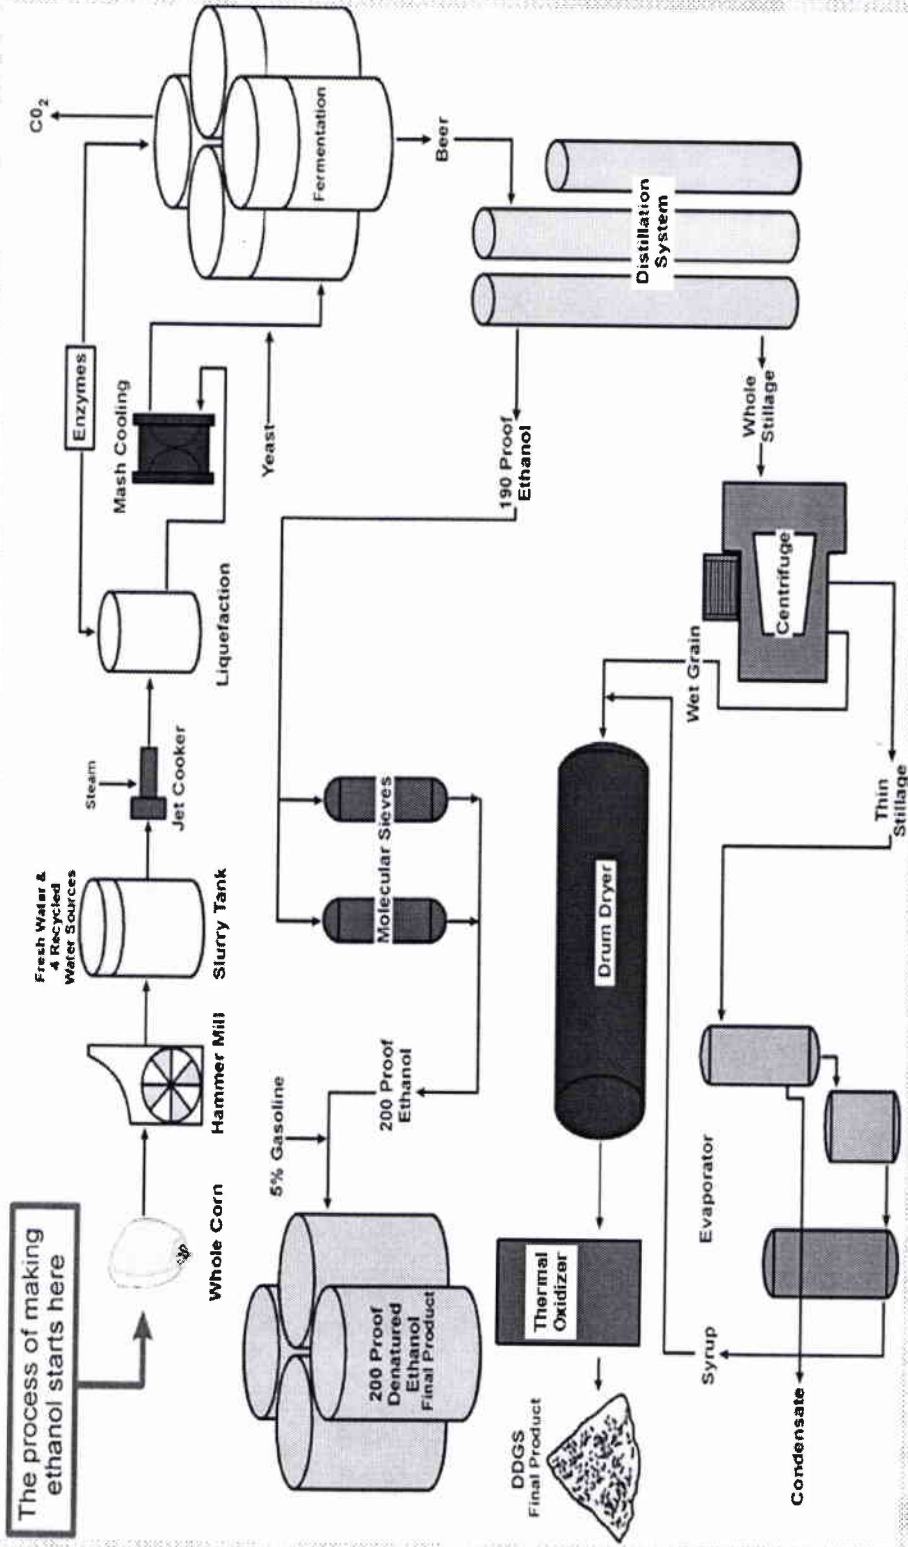 The process of making
ethanol starts here
Whole Corn
Hammer Mill
Fresh Water &
4 Recycled
Water Sources
Slurry Tank
Steam
Jet Cooker
Liquefaction
Enzymes
Mash Cooling
Yeast
C0₂
Fermentation
Beer
Distillation
System
190 Proof
Ethanol
Molecular Sieves
200 Proof
Ethanol
5% Gasoline
200 Proof
Denatured
Ethanol
Final Product
Whole
Stillage
Centrifuge
Wet Grain
Thin
Stillage
Drum Dryer
Thermal
Oxidizer
DDGS
Final Product
Evaporator
Syrup
Condensate